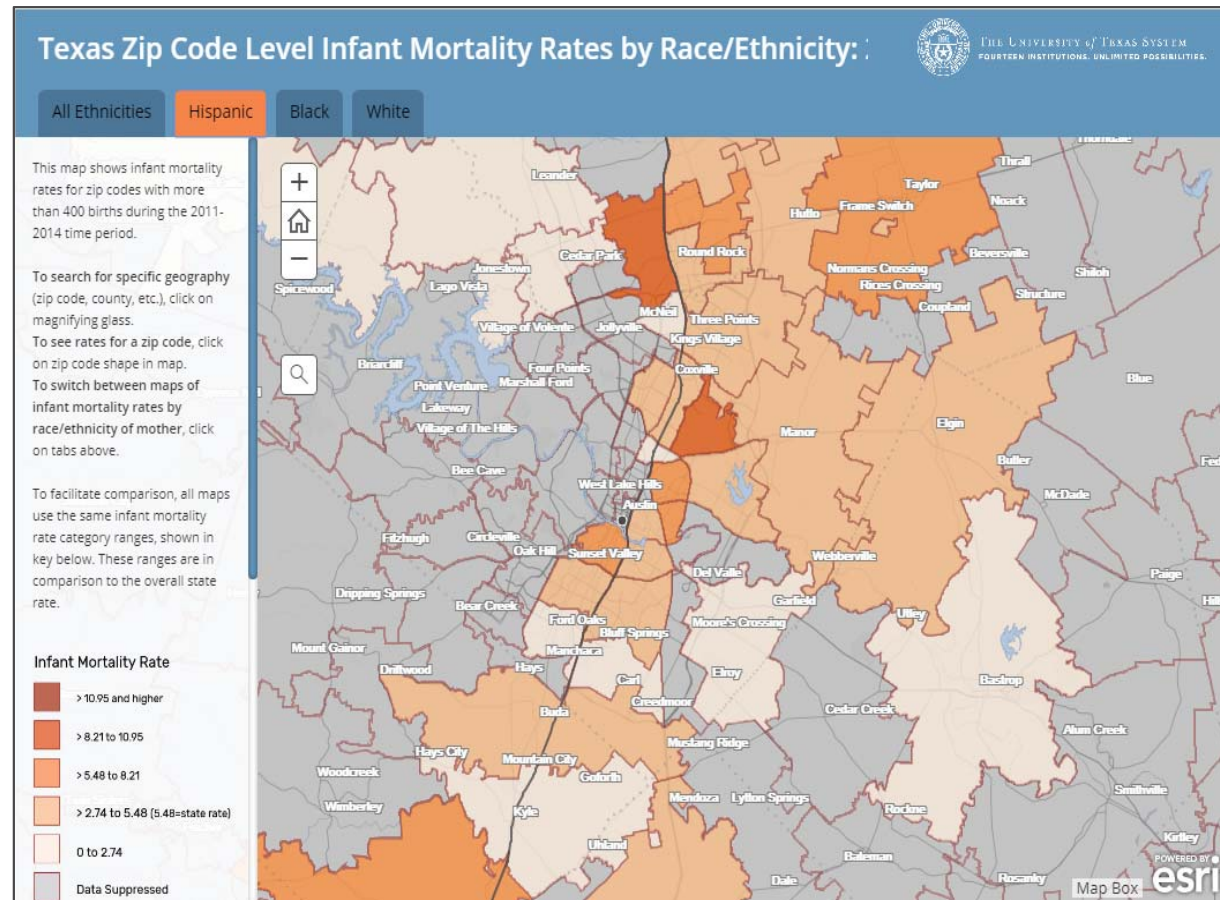 Texas Zip Code Level Infant Mortality Rates by Race/Ethnicity:
THE UNIVERSITY of TEXAS SYSTEM
FOURTEEN INSTITUTIONS. UNLIMITED POSSIBILITIES.
All Ethnicities
Hispanic
Black
White
This map shows infant mortality
rates for zip codes with more
than 400 births during the 2011-
2014 time period.
To search for specific geography
(zip code, county, etc.), click on
magnifying glass.
To see rates for a zip code, click
on zip code shape in map.
To switch between maps of
infant mortality rates by
race/ethnicity of mother, click
on tabs above.
To facilitate comparison, all maps
use the same infant mortality
rate category ranges, shown in
key below. These ranges are in
comparison to the overall state
rate.
Infant Mortality Rate
> 10.95 and higher
> 8.21 to 10.95
> 5.48 to 8.21
> 2.74 to 5.48 (5.48=state rate)
0 to 2.74
Data Suppressed
+
−
Thorndale
Thrall
Leander
Taylor
Noack
Hutto
Frame Switch
Cedar Park
Round Rock
Beversville
Jonestown
Normans Crossing
Shiloh
Spicewood
Lago Vista
Rices Crossing
Structure
Coupland
McNeil
Three Points
Village of Volente
Jollyville
Kings Village
Briarcliff
Four Points
Coxville
Blue
Point Venture
Marshall Ford
Lakeway
Village of The Hills
Manor
Elgin
Bee Cave
Butler
West Lake Hills
McDade
Austin
Fitzhugh
Circleville
Oak Hill
Sunset Valley
Webberville
Del Valle
Paige
Dripping Springs
Bear Creek
Garfield
Ford Oaks
Moore's Crossing
Utley
Bluff Springs
Mount Gainor
Manchaca
Driftwood
Hays
Carl
Elroy
Bastrop
Creedmoor
Buda
Cedar Creek
Alum Creek
Hays City
Mustang Ridge
Mountain City
Woodcreek
Goforth
Wimberley
Mendoza
Lytton Springs
Smithville
Kyle
Rockne
Uhland
Kirtley
Bateman
Dale
Rosanky
POWERED BY
esri
Map Box